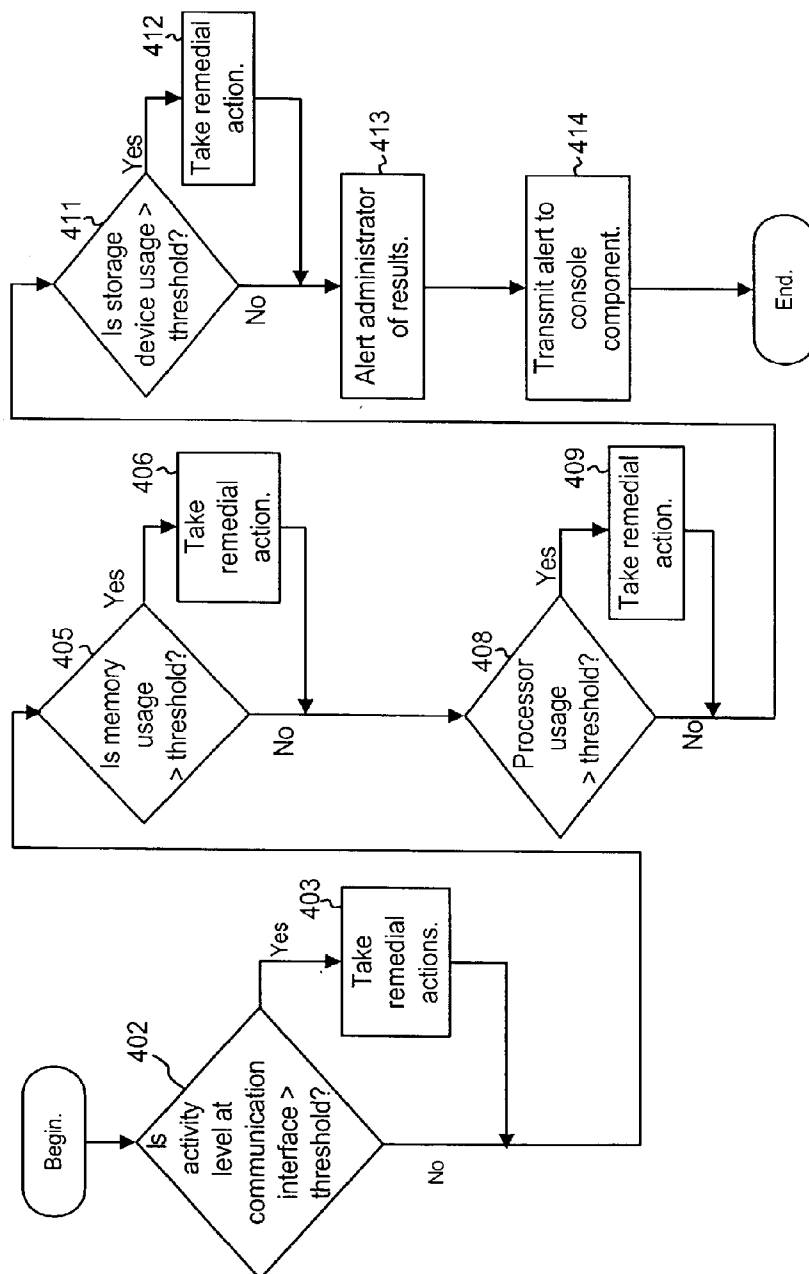 Begin.
402
Is
activity
level at
communication
interface >
threshold?
Yes
403
Take
remedial
actions.
No
405
Is memory
usage
> threshold?
Yes
406
Take
remedial
action.
No
408
Processor
usage
> threshold?
Yes
409
Take remedial
action.
No
411
Is storage
device usage >
threshold?
Yes
412
Take remedial
action.
No
413
Alert administrator
of results.
414
Transmit alert to
console
component.
End.